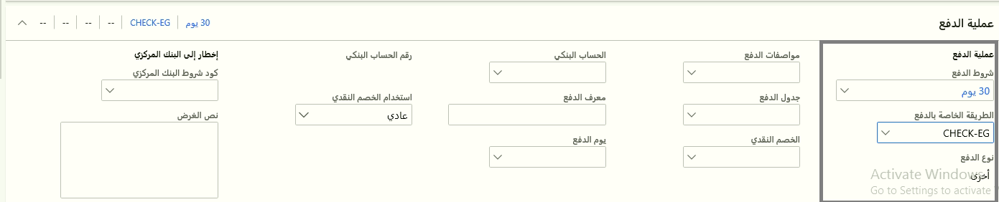 عملية الدفع
30 يوم
CHECK-EG
--
--
--
--
عملية الدفع
شروط الدفع
30 يوم
الطريقة الخاصة بالدفع
CHECK-EG
نوع الدفع
أخرى
مواصفات الدفع
جدول الدفع
الخصم النقدي
الحساب البنكي
معرف الدفع
يوم الدفع
رقم الحساب البنكي
استخدام الخصم النقدي
عادي
إخطار إلى البنك المركزي
كود شروط البنك المركزي
نص الغرض
Activate Windows
Go to Settings to activate